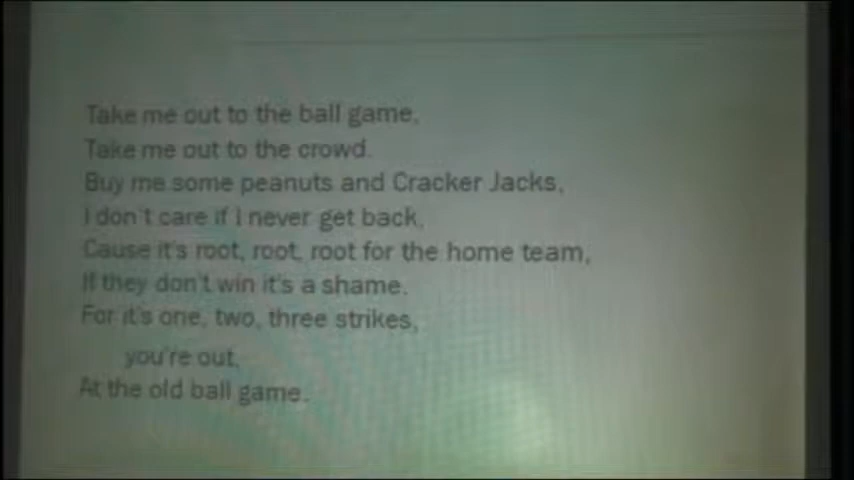 Take me out to the ball game,
Take me out to the crowd.
Buy me some peanuts and Cracker Jacks,
I don't care if I never get back,
Cause it's root, root, root for the home team,
If they don't win it's a shame.
For it's one, two, three strikes,
you're out,
At the old ball game.